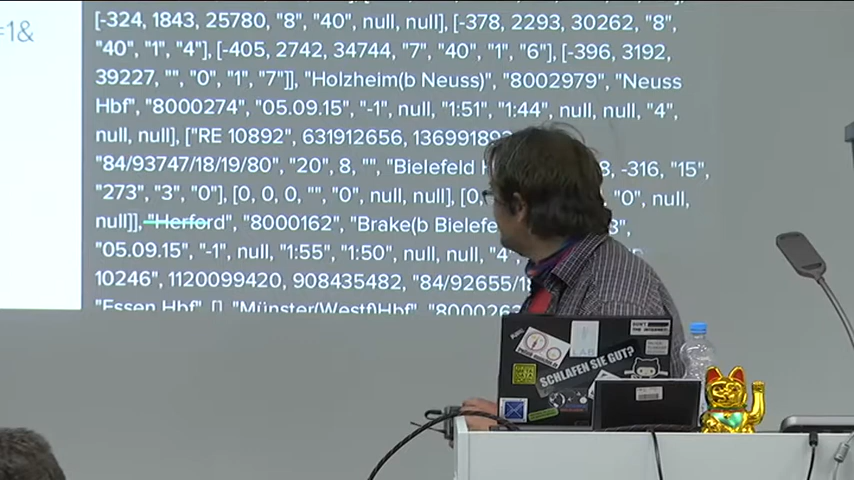 =1&
[-324, 1843, 25780, "8", "40", null, null], [-378, 2293, 30262, "8",
"40", "1", "4"], [-405, 2742, 34744, "7", "40", "1", "6"], [-396, 3192,
39227, "", "0", "1", "7"]], "Holzheim(b Neuss)", "8002979", "Neuss
Hbf", "8000274", "05.09.15", "-1", null, "1:51", "1:44", null, null, "4",
null, null], ["RE 10892", 631912656,
"84/93747/18/19/80", "20", 8, "", "Bielefeld 8, -316, "15",
"273", "3", "0"], [0, 0, 0, "", "0", null, null], "0", null,
null]], "Herford", "8000162", "Brake(b
"05.09.15", "-1", null, "1:55", "1:50", null, null,
10246", 1120099420, 908435482, "84/92655/
"Essen Hbf", [], "Münster(Westf)Hbf",
SCHLAFEN SIE GUT?